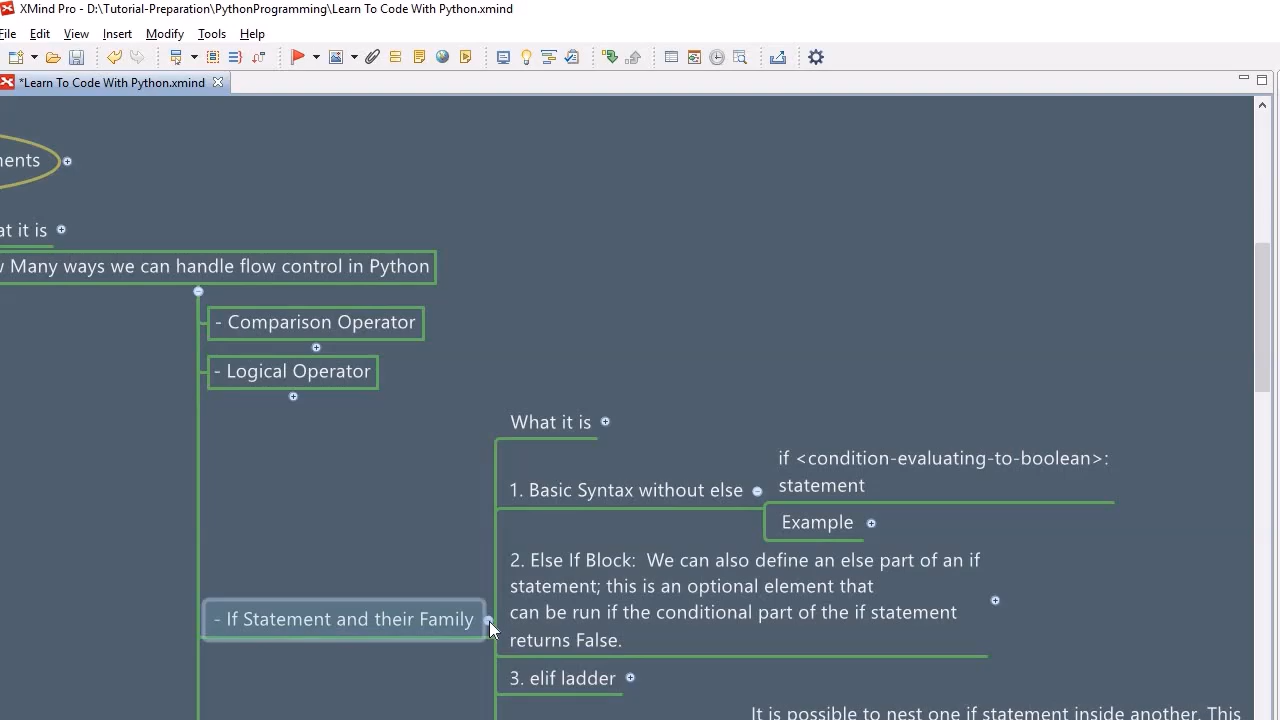 XMind Pro - D:\Tutorial-Preparation\PythonProgramming\Learn To Code With Python.xmind
File Edit View Insert Modify Tools Help
*Learn To Code With Python.xmind
ments
at it is
w Many ways we can handle flow control in Python
- Comparison Operator
- Logical Operator
What it is
if <condition-evaluating-to-boolean>:
statement
1. Basic Syntax without else
Example
2. Else If Block:  We can also define an else part of an if
statement; this is an optional element that
can be run if the conditional part of the if statement
returns False.
- If Statement and their Family
3. elif ladder
It is possible to nest one if statement inside another. This